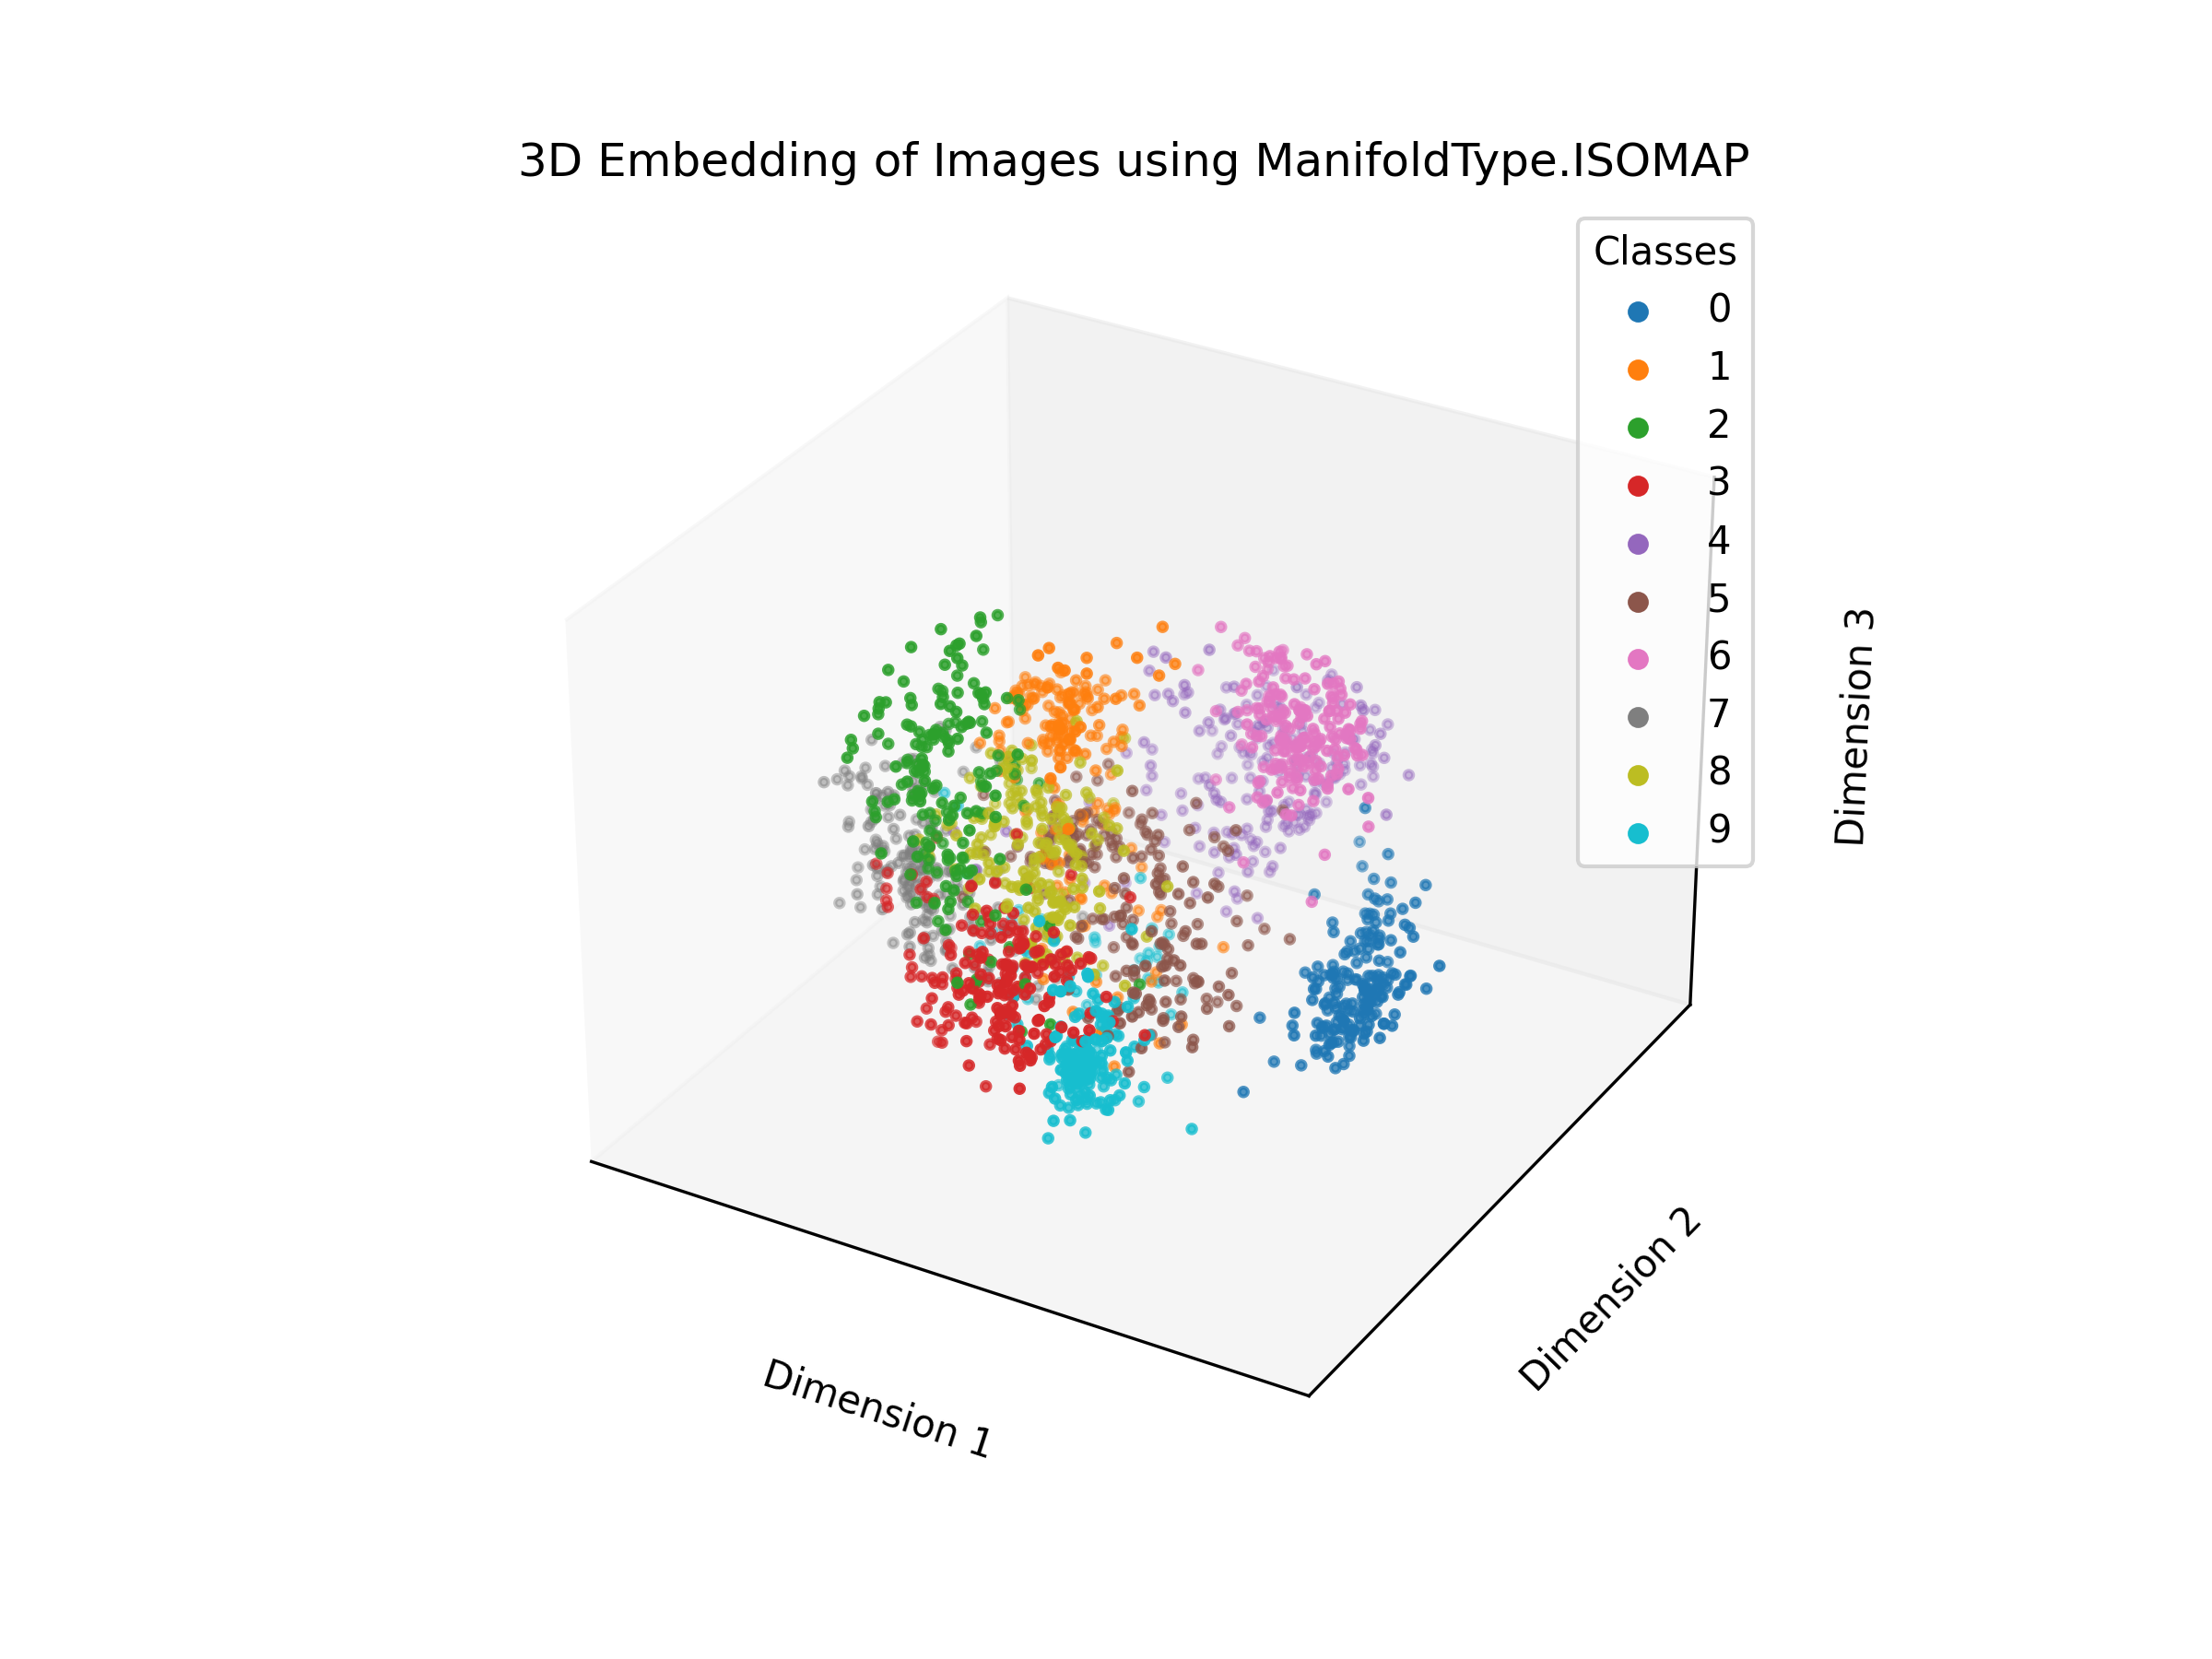 3D Embedding of Images using ManifoldType.ISOMAP
Classes
0
1
2
3
4
5
6
7
8
9
Dimension 3
Dimension 2
Dimension 1